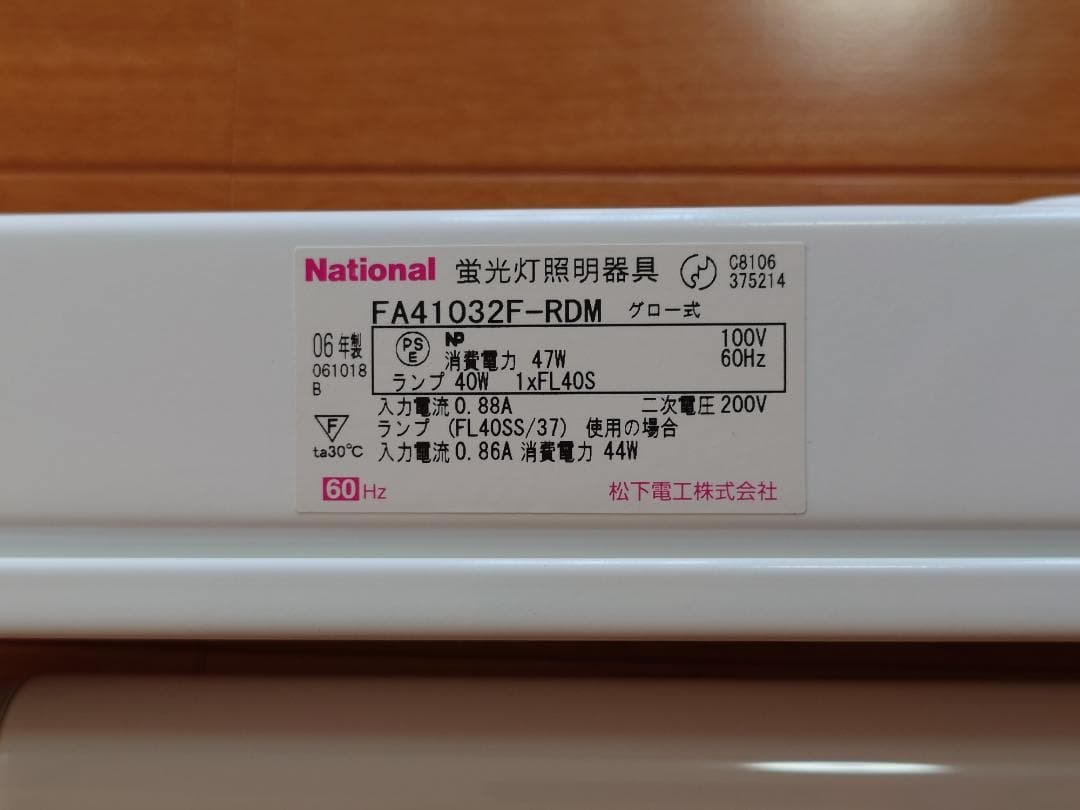 National 蛍光灯照明器具 C8106 375214
FA41032F-RDM グロー式
06年製
061018
B
PS
E
NP
100V
消費電力 47W 60Hz
ランプ 40W 1xFL40S
入力電流0.88A 二次電圧200V
ランプ (FL40SS/37) 使用の場合
入力電流0.86A 消費電力 44W
F
ta30℃
60Hz
松下電工株式会社